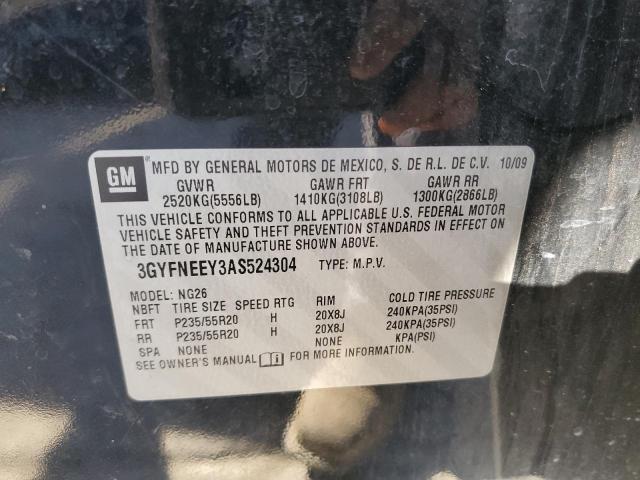 GM MFD BY GENERAL MOTORS DE MEXICO, S. DE R.L. DE C.V. 10/09
GVWR GAWR FRT GAWR RR
2520KG(5556LB) 1410KG(3108LB) 1300KG(2866LB)
THIS VEHICLE CONFORMS TO ALL APPLICABLE U.S. FEDERAL MOTOR
VEHICLE SAFETY AND THEFT PREVENTION STANDARDS IN EFFECT ON
THE DATE OF MANUFACTURE SHOWN ABOVE.
3GYFNEEY3AS524304 TYPE: M.P.V.
MODEL: NG26
NBFT TIRE SIZE SPEED RTG RIM COLD TIRE PRESSURE
FRT P235/55R20 H 20X8J 240KPA(35PSI)
RR P235/55R20 H 20X8J 240KPA(35PSI)
SPA NONE NONE KPA(PSI)
SEE OWNER'S MANUAL FOR MORE INFORMATION.